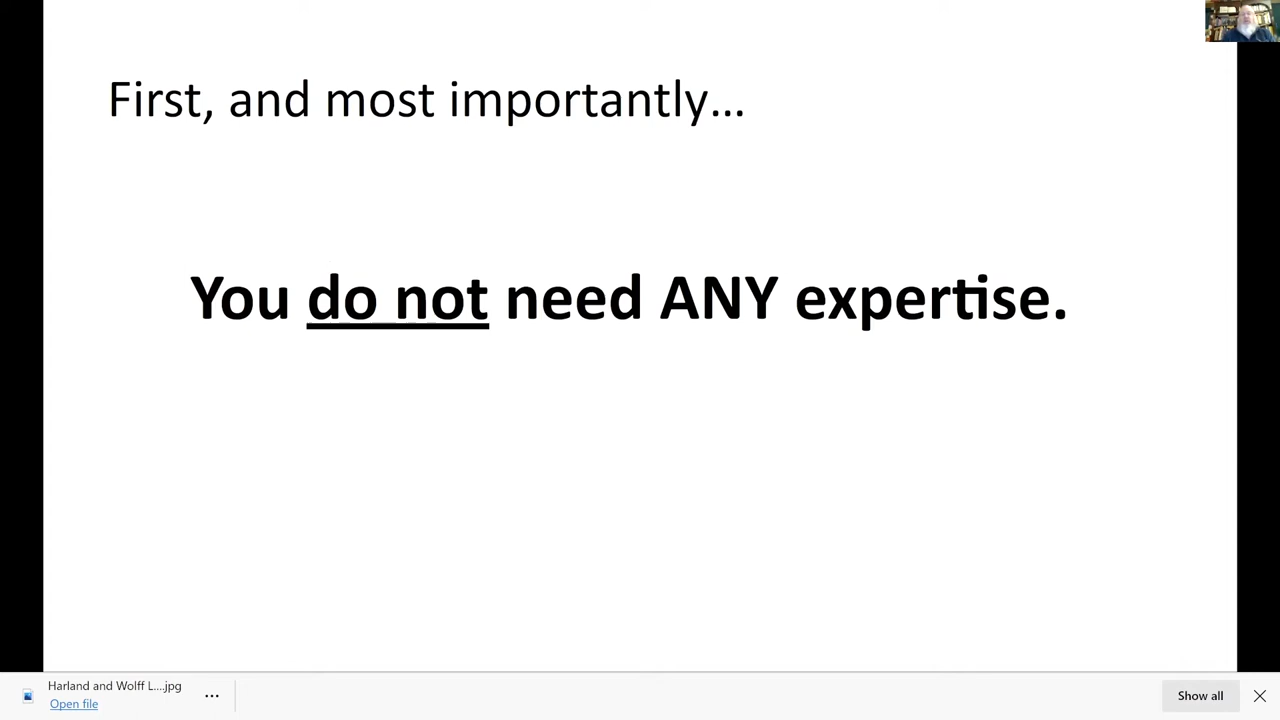 First, and most importantly…
You do not need ANY expertise.
Harland and Wolff L....jpg
Open file
Show all